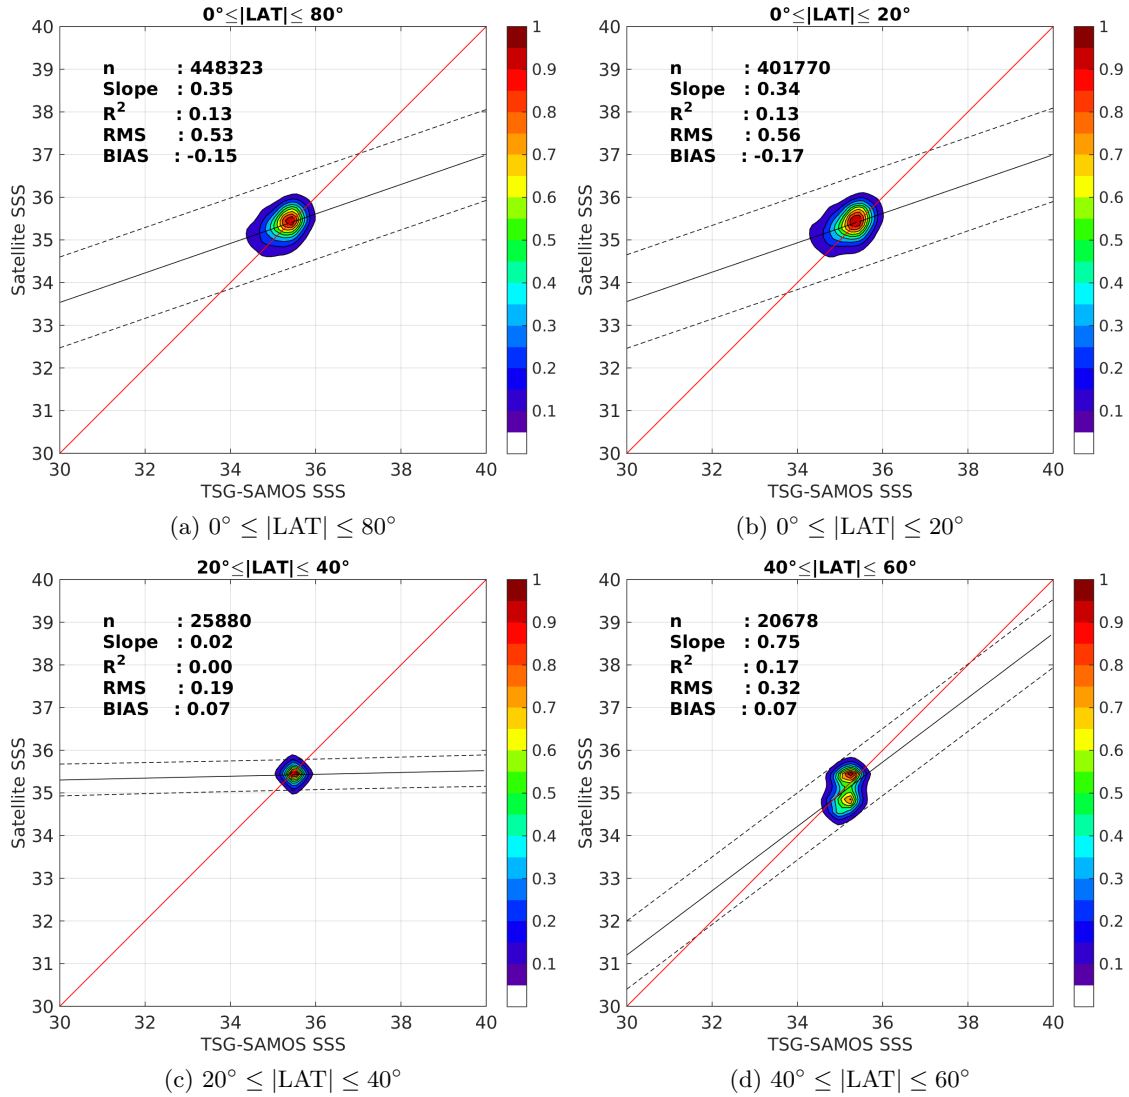 0°≤|LAT|≤ 80°
n : 448323
Slope : 0.35
R² : 0.13
RMS : 0.53
BIAS : -0.15
40
39
38
37
36
35
34
33
32
31
30
Satellite SSS
30 32 34 36 38 40
TSG-SAMOS SSS
1
0.9
0.8
0.7
0.6
0.5
0.4
0.3
0.2
0.1
(a) 0° ≤ |LAT| ≤ 80°
0°≤|LAT|≤ 20°
n : 401770
Slope : 0.34
R² : 0.13
RMS : 0.56
BIAS : -0.17
40
39
38
37
36
35
34
33
32
31
30
Satellite SSS
30 32 34 36 38 40
TSG-SAMOS SSS
1
0.9
0.8
0.7
0.6
0.5
0.4
0.3
0.2
0.1
(b) 0° ≤ |LAT| ≤ 20°
20°≤|LAT|≤ 40°
n : 25880
Slope : 0.02
R² : 0.00
RMS : 0.19
BIAS : 0.07
40
39
38
37
36
35
34
33
32
31
30
Satellite SSS
30 32 34 36 38 40
TSG-SAMOS SSS
1
0.9
0.8
0.7
0.6
0.5
0.4
0.3
0.2
0.1
(c) 20° ≤ |LAT| ≤ 40°
40°≤|LAT|≤ 60°
n : 20678
Slope : 0.75
R² : 0.17
RMS : 0.32
BIAS : 0.07
40
39
38
37
36
35
34
33
32
31
30
Satellite SSS
30 32 34 36 38 40
TSG-SAMOS SSS
1
0.9
0.8
0.7
0.6
0.5
0.4
0.3
0.2
0.1
(d) 40° ≤ |LAT| ≤ 60°